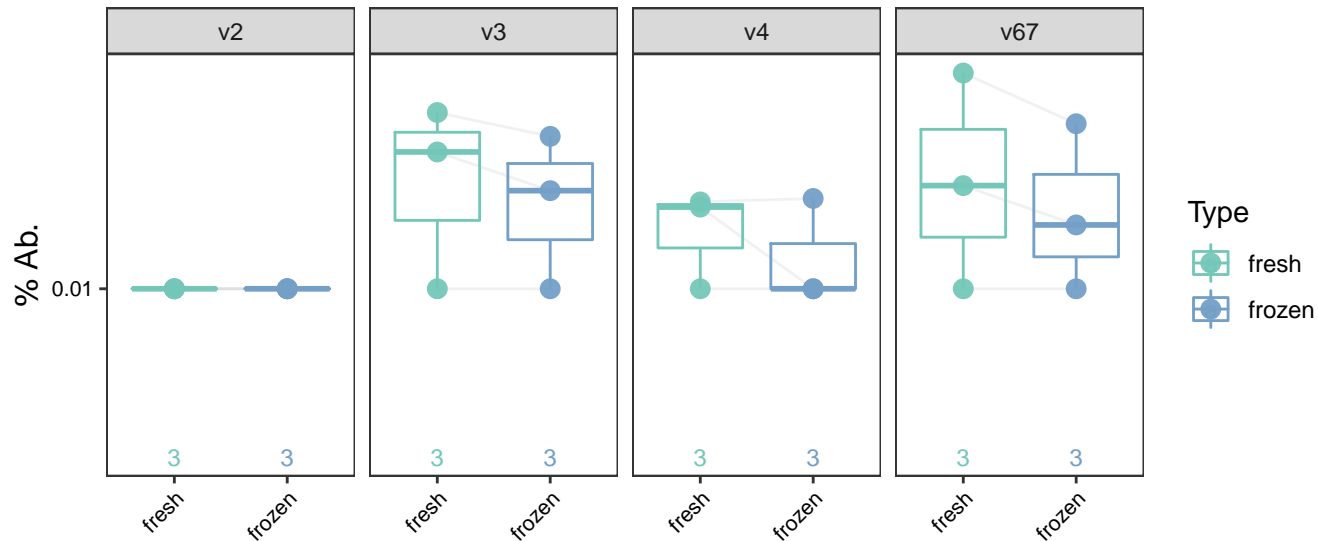 v2 v3 v4 v67
% Ab.
0.01
3 3 3 3 3 3 3 3
fresh frozen fresh frozen fresh frozen fresh frozen
Type
fresh
frozen